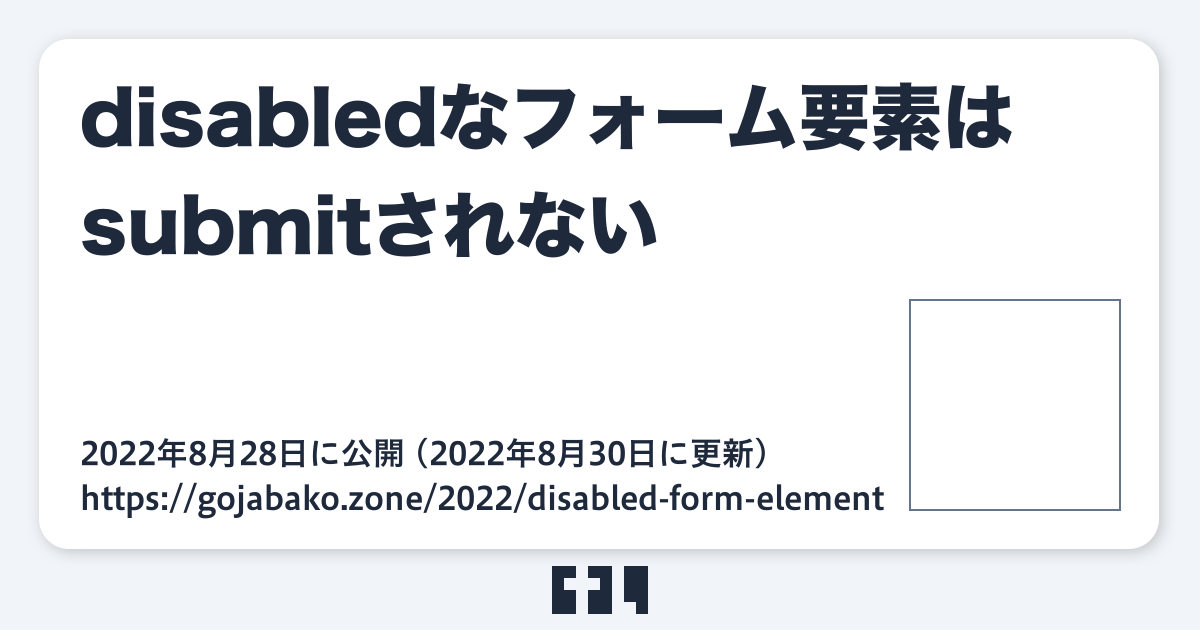 disabledなフォーム要素は
submitされない
2022年8月28日に公開（2022年8月30日に更新）
https://gojabako.zone/2022/disabled-form-element